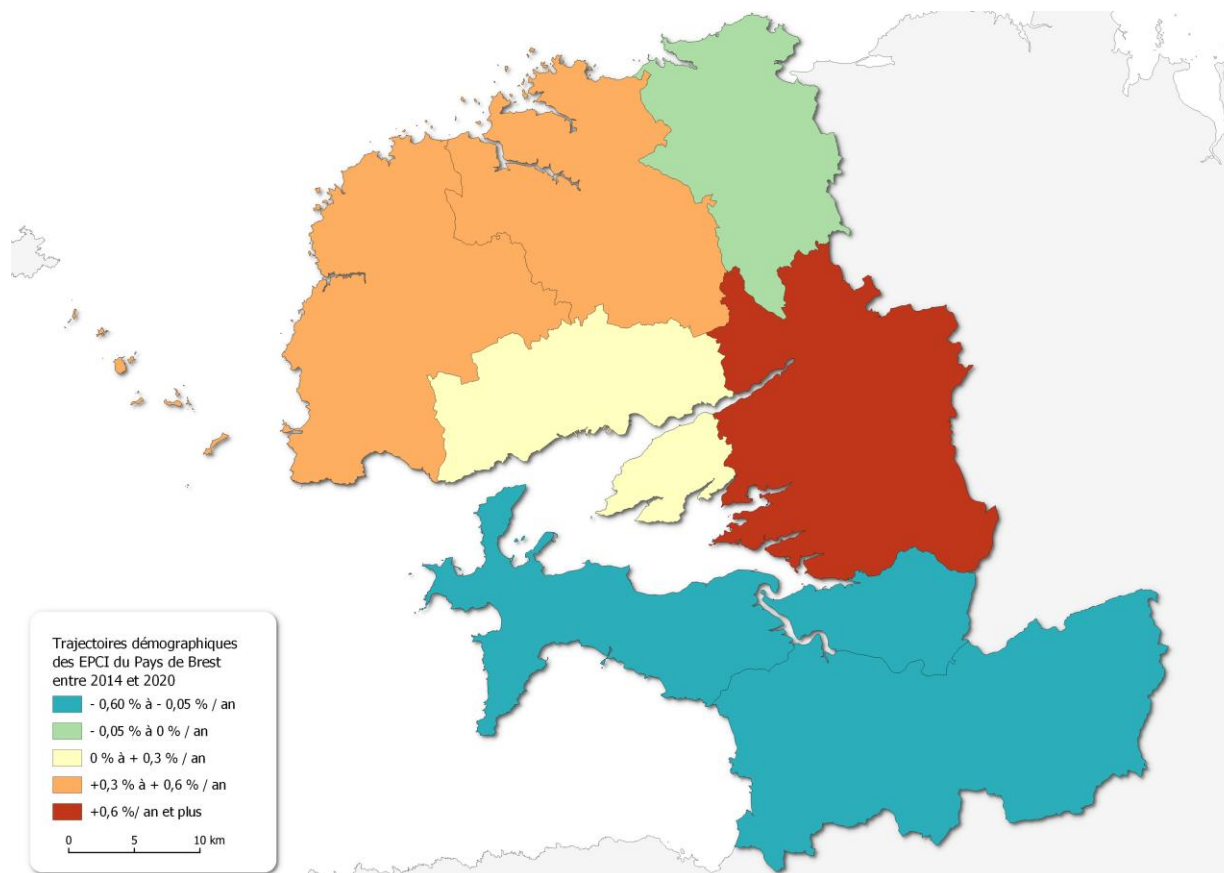 Trajectoires démographiques
des EPCI du Pays de Brest
entre 2014 et 2020
- 0,60 % à - 0,05 % / an
- 0,05 % à 0 % / an
0 % à + 0,3 % / an
+0,3 % à + 0,6 % / an
+0,6 %/ an et plus
0 5 10 km